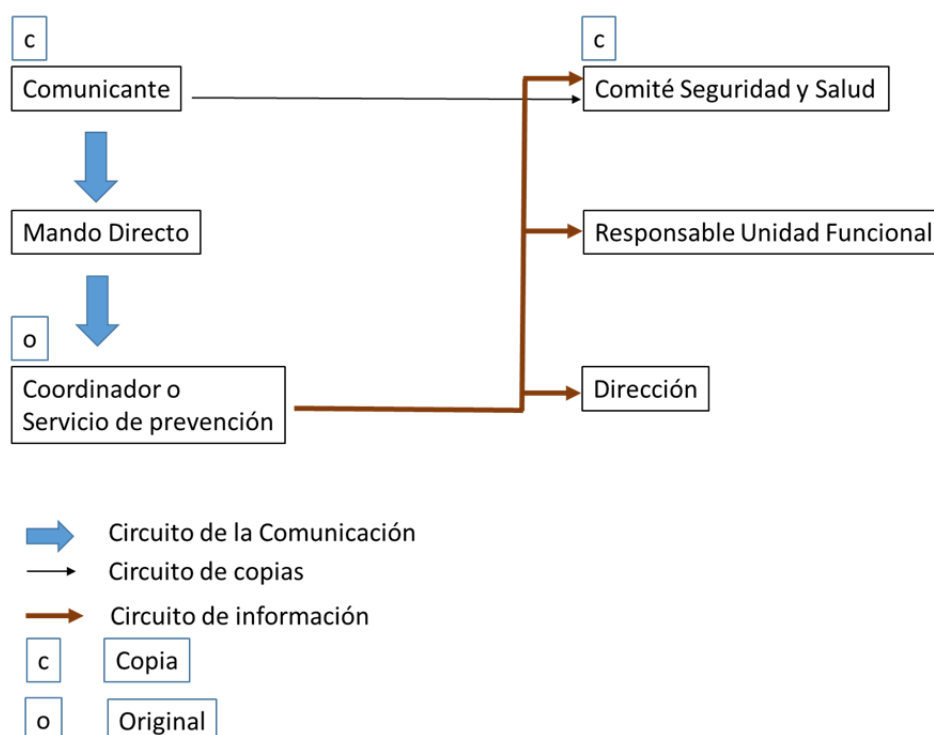 c
c
Comunicante
Comité Seguridad y Salud
Mando Directo
Responsable Unidad Funcional
o
Coordinador o
Servicio de prevención
Dirección
Circuito de la Comunicación
Circuito de copias
Circuito de información
c
Copia
o
Original